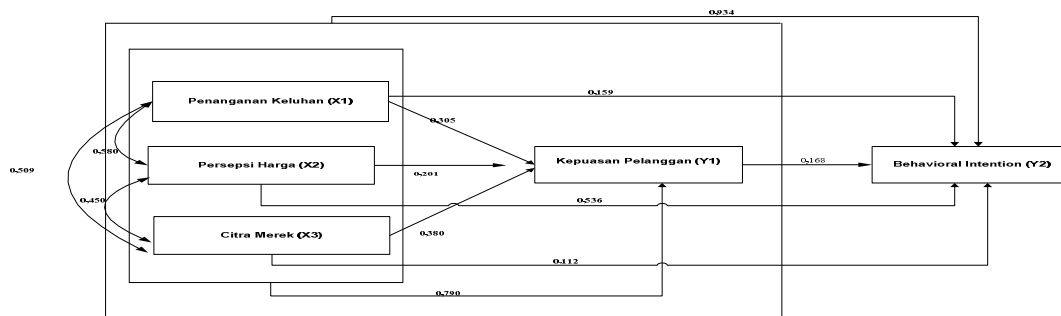 0.934
0.159
Penanganan Keluhan (X1)
0.305
0.580
0.509
Persepsi Harga (X2)
0.201
Kepuasan Pelanggan (Y1)
0.168
Behavioral Intention (Y2)
0.450
0.536
Citra Merek (X3)
0.380
0.112
0.790